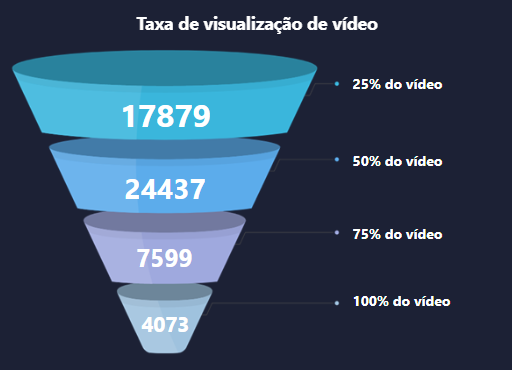 Taxa de visualização de vídeo
17879
25% do vídeo
24437
50% do vídeo
7599
75% do vídeo
4073
100% do vídeo